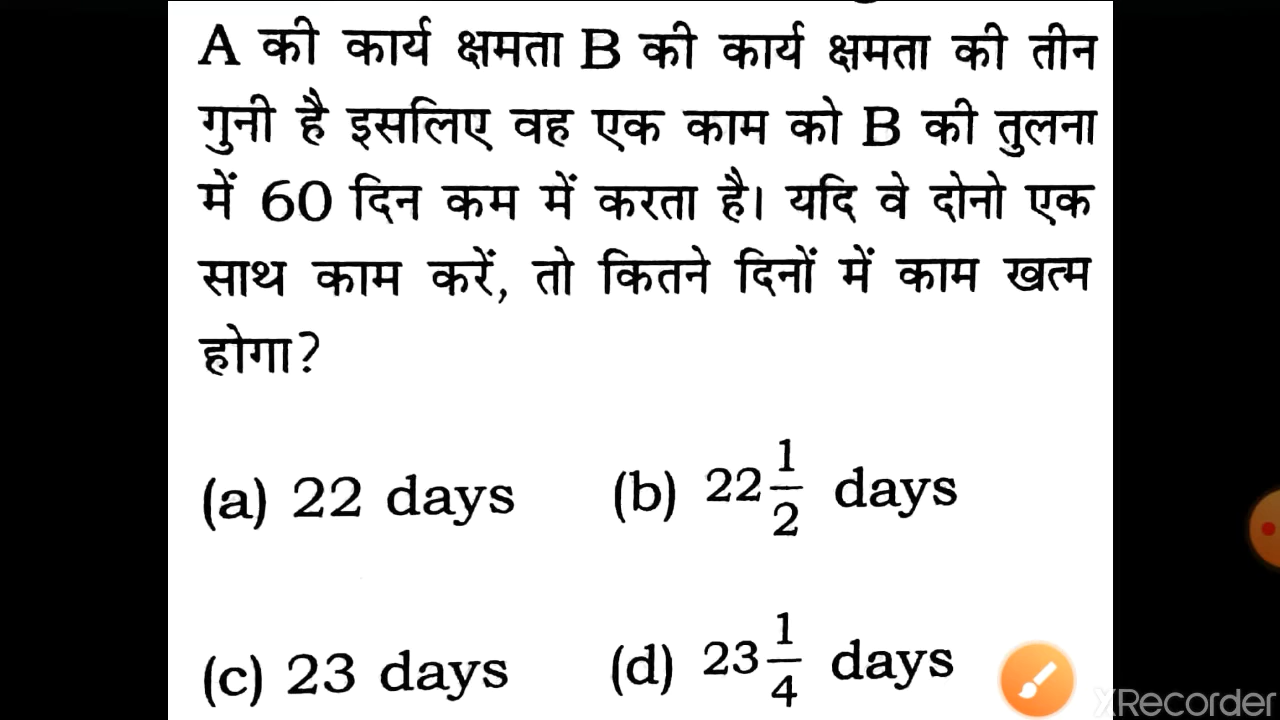 A की कार्य क्षमता B की कार्य क्षमता की तीन
गुनी है इसलिए वह एक काम को B की तुलना
में 60 दिन कम में करता है। यदि वे दोनो एक
साथ काम करें, तो कितने दिनों में काम खत्म
होगा?
(a) 22 days (b) 22 1/2 days
(c) 23 days (d) 23 1/4 days
XRecorder